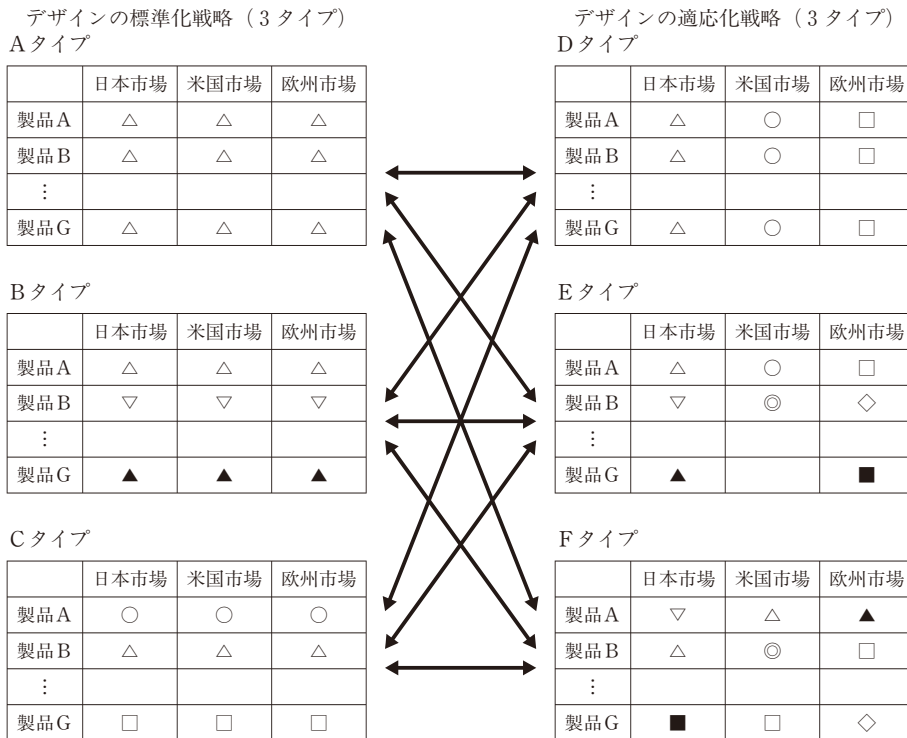 デザインの標準化戦略（３タイプ）
Ａタイプ
日本市場 米国市場 欧州市場
製品Ａ △ △ △
製品Ｂ △ △ △
⋮
製品Ｇ △ △ △
Ｂタイプ
日本市場 米国市場 欧州市場
製品Ａ △ △ △
製品Ｂ ▽ ▽ ▽
⋮
製品Ｇ ▲ ▲ ▲
Ｃタイプ
日本市場 米国市場 欧州市場
製品Ａ ○ ○ ○
製品Ｂ △ △ △
⋮
製品Ｇ □ □ □
デザインの適応化戦略（３タイプ）
Ｄタイプ
日本市場 米国市場 欧州市場
製品Ａ △ ○ □
製品Ｂ △ ○ □
⋮
製品Ｇ △ ○ □
Ｅタイプ
日本市場 米国市場 欧州市場
製品Ａ △ ○ □
製品Ｂ ▽ ◎ ◇
⋮
製品Ｇ ▲ ■
Ｆタイプ
日本市場 米国市場 欧州市場
製品Ａ ▽ △ ▲
製品Ｂ △ ◎ □
⋮
製品Ｇ ■ □ ◇